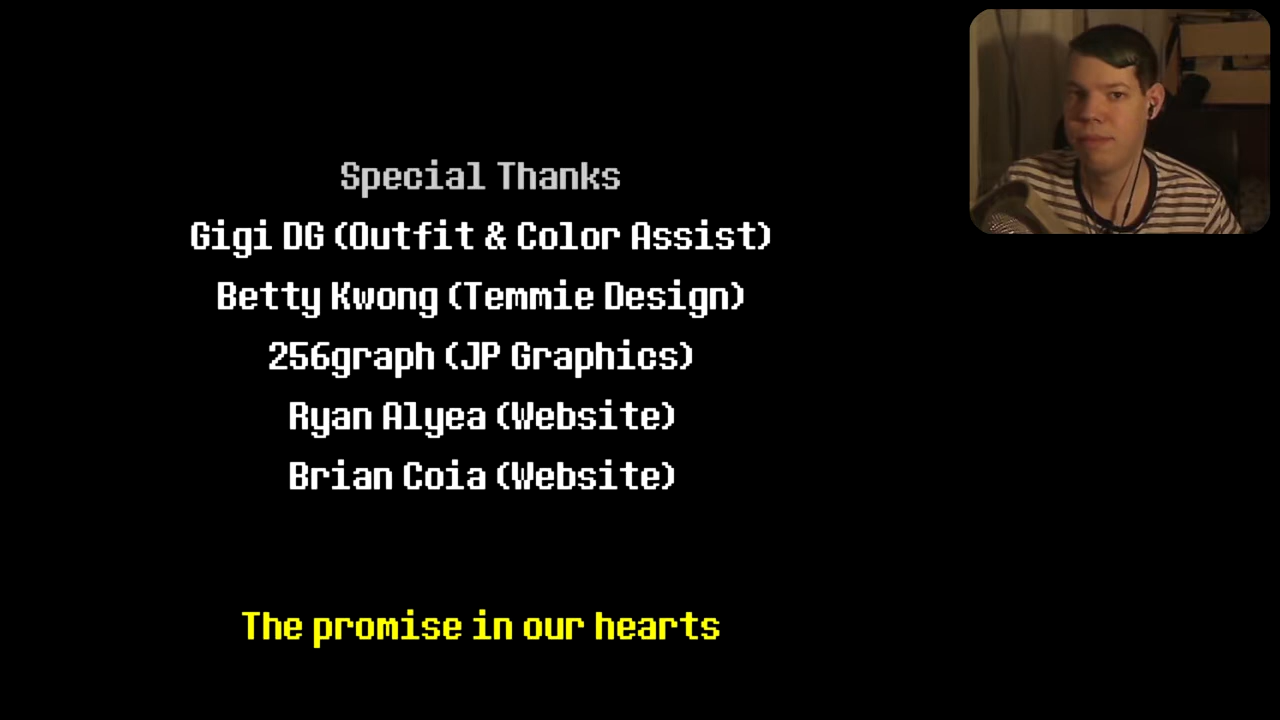 Special Thanks
Gigi DG (Outfit & Color Assist)
Betty Kwong (Temmie Design)
256graph (JP Graphics)
Ryan Alyea (Website)
Brian Coia (Website)
The promise in our hearts